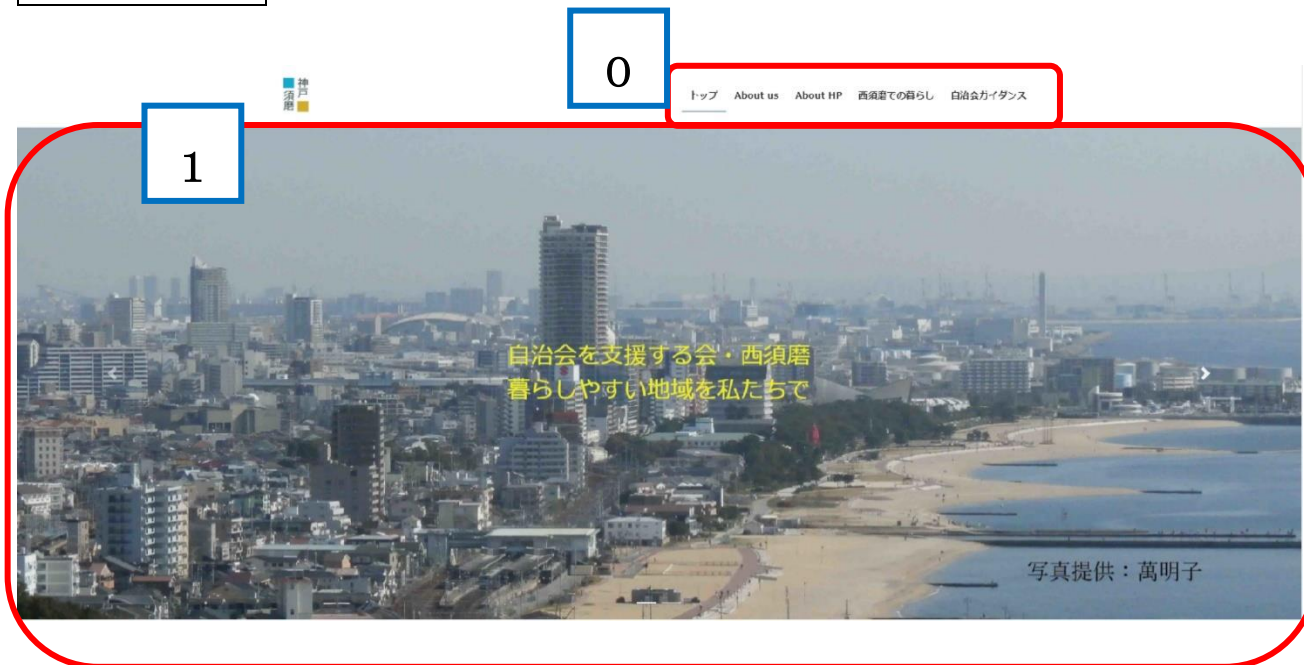 0
神戸
須磨
トップ About us About HP 西須磨での暮らし 自治会ガイダンス
1
自治会を支援する会・西須磨
暮らしやすい地域を私たちで
写真提供：萬明子